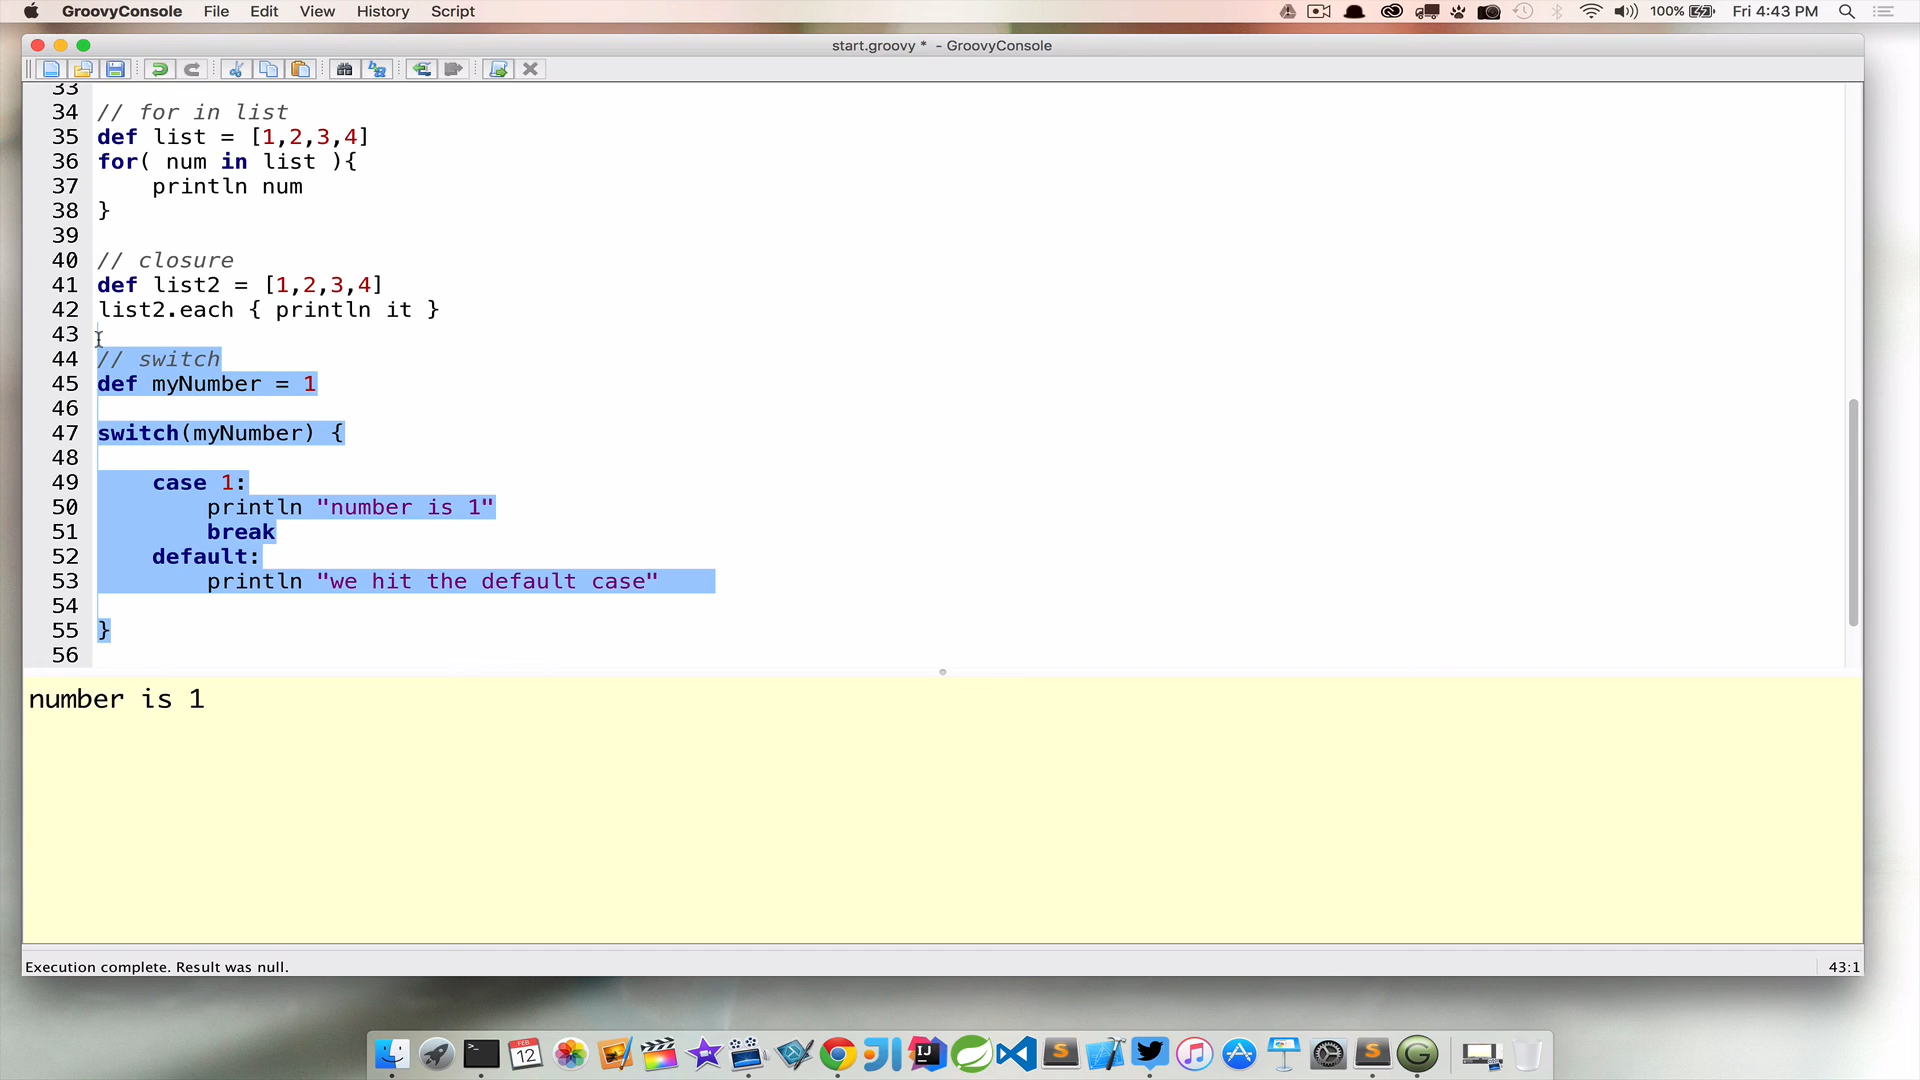 GroovyConsole File Edit View History Script 100% Fri 4:43 PM
start.groovy * - GroovyConsole
33
34 // for in list
35 def list = [1,2,3,4]
36 for( num in list ){
37     println num
38 }
39
40 // closure
41 def list2 = [1,2,3,4]
42 list2.each { println it }
43
44 // switch
45 def myNumber = 1
46
47 switch(myNumber) {
48
49     case 1:
50         println "number is 1"
51         break
52     default:
53         println "we hit the default case"
54
55 }
56
number is 1
Execution complete. Result was null. 43:1
FEB
12